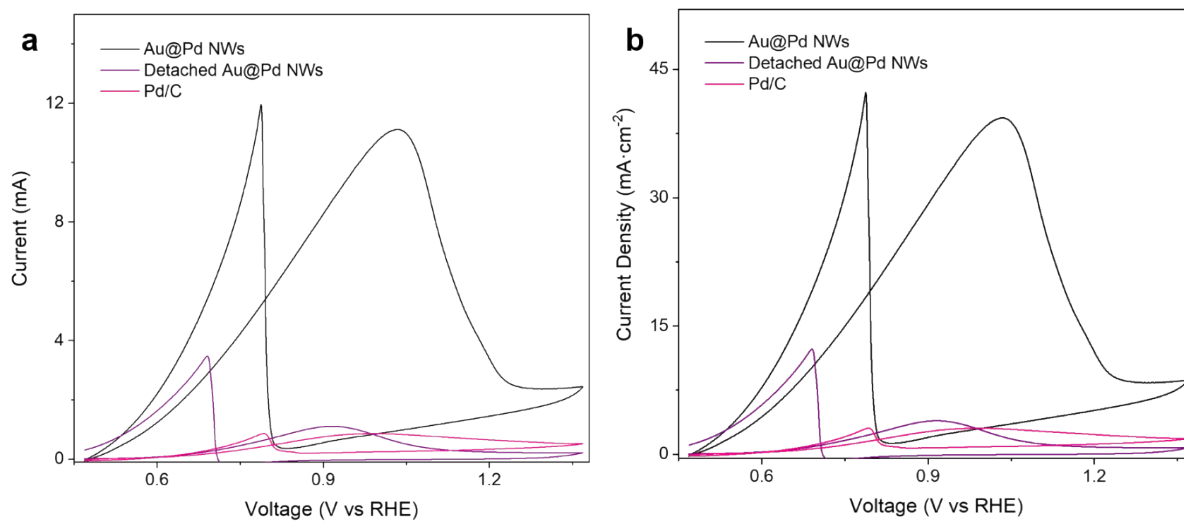 a
Au@Pd NWs
Detached Au@Pd NWs
Pd/C
12
8
4
0
0.6
0.9
1.2
Current (mA)
Voltage (V vs RHE)
b
Au@Pd NWs
Detached Au@Pd NWs
Pd/C
45
30
15
0
0.6
0.9
1.2
Current Density (mA·cm⁻²)
Voltage (V vs RHE)